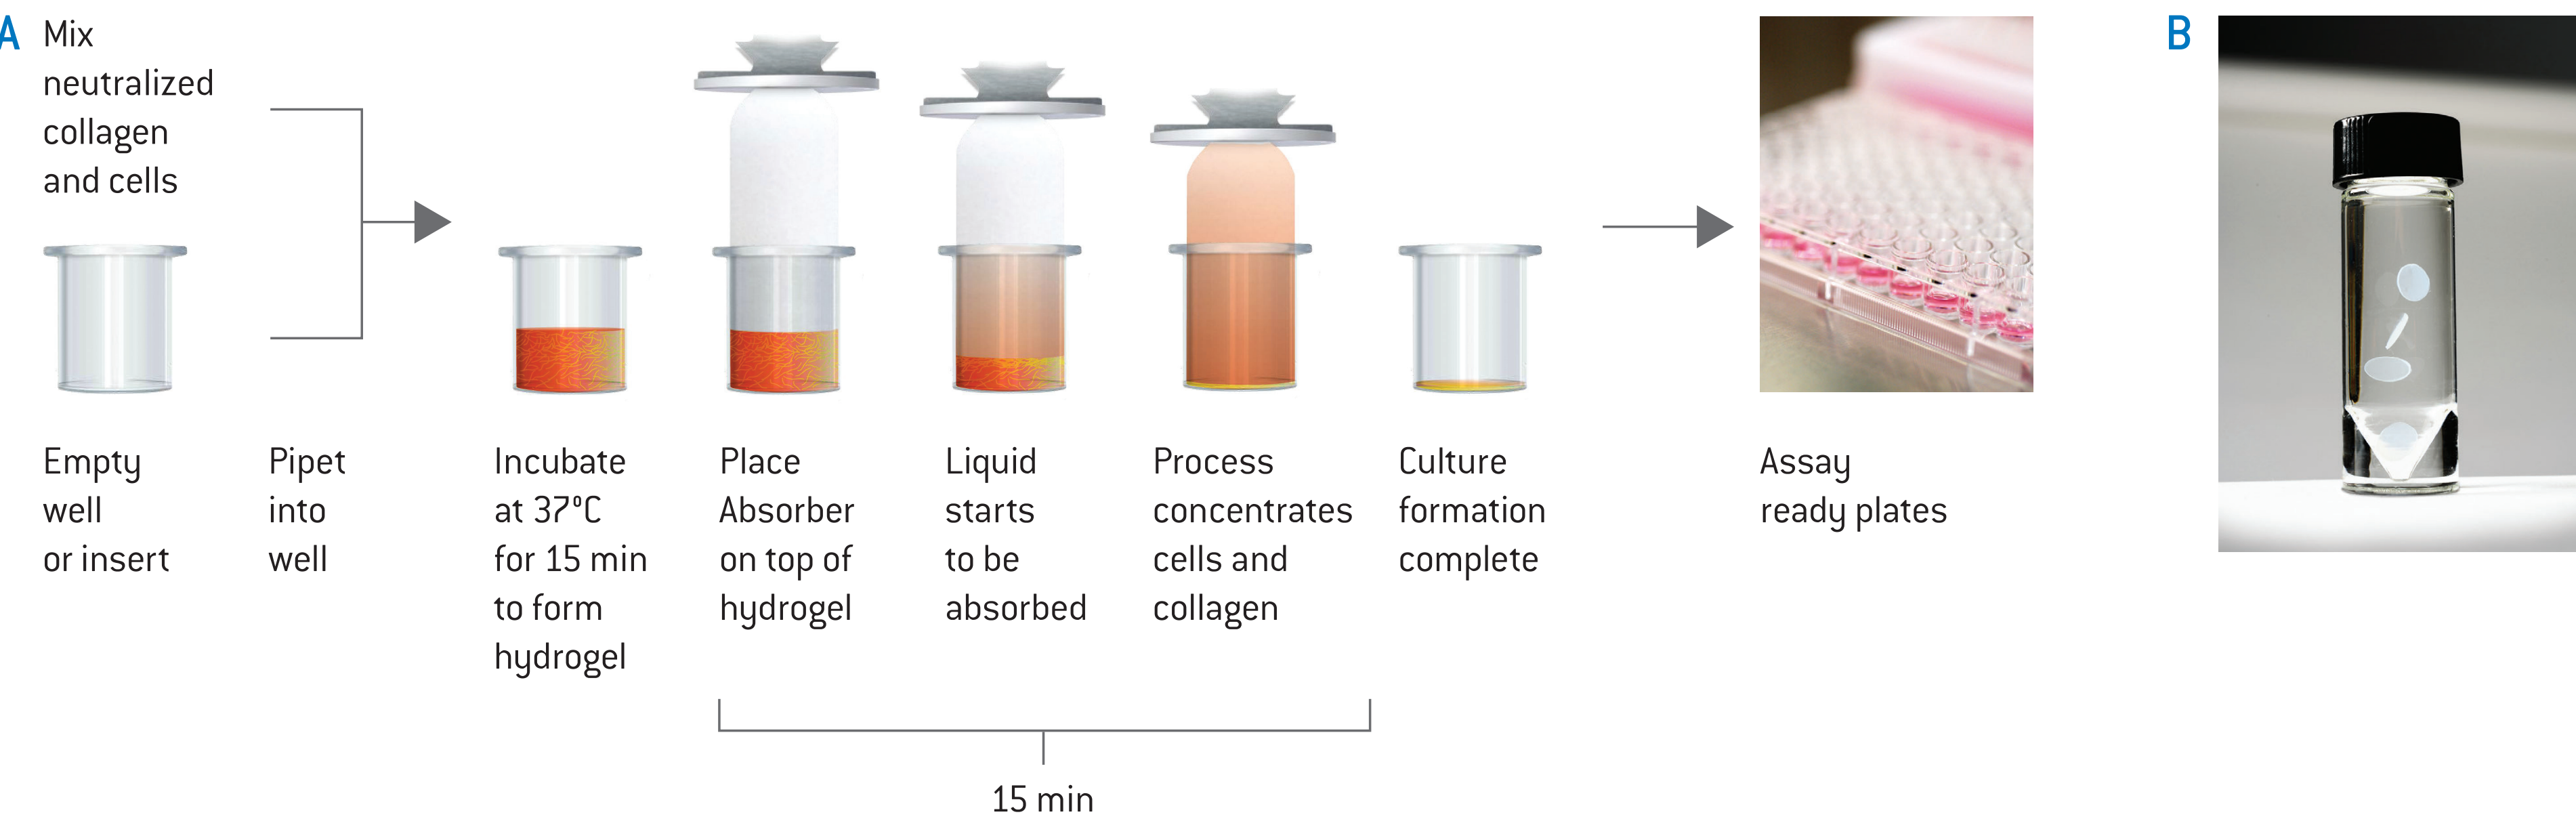 A
Mix
neutralized
collagen
and cells
Empty
well
or insert
Pipet
into
well
Incubate
at 37ºC
for 15 min
to form
hydrogel
Place
Absorber
on top of
hydrogel
Liquid
starts
to be
absorbed
Process
concentrates
cells and
collagen
15 min
Culture
formation
complete
Assay
ready plates
B